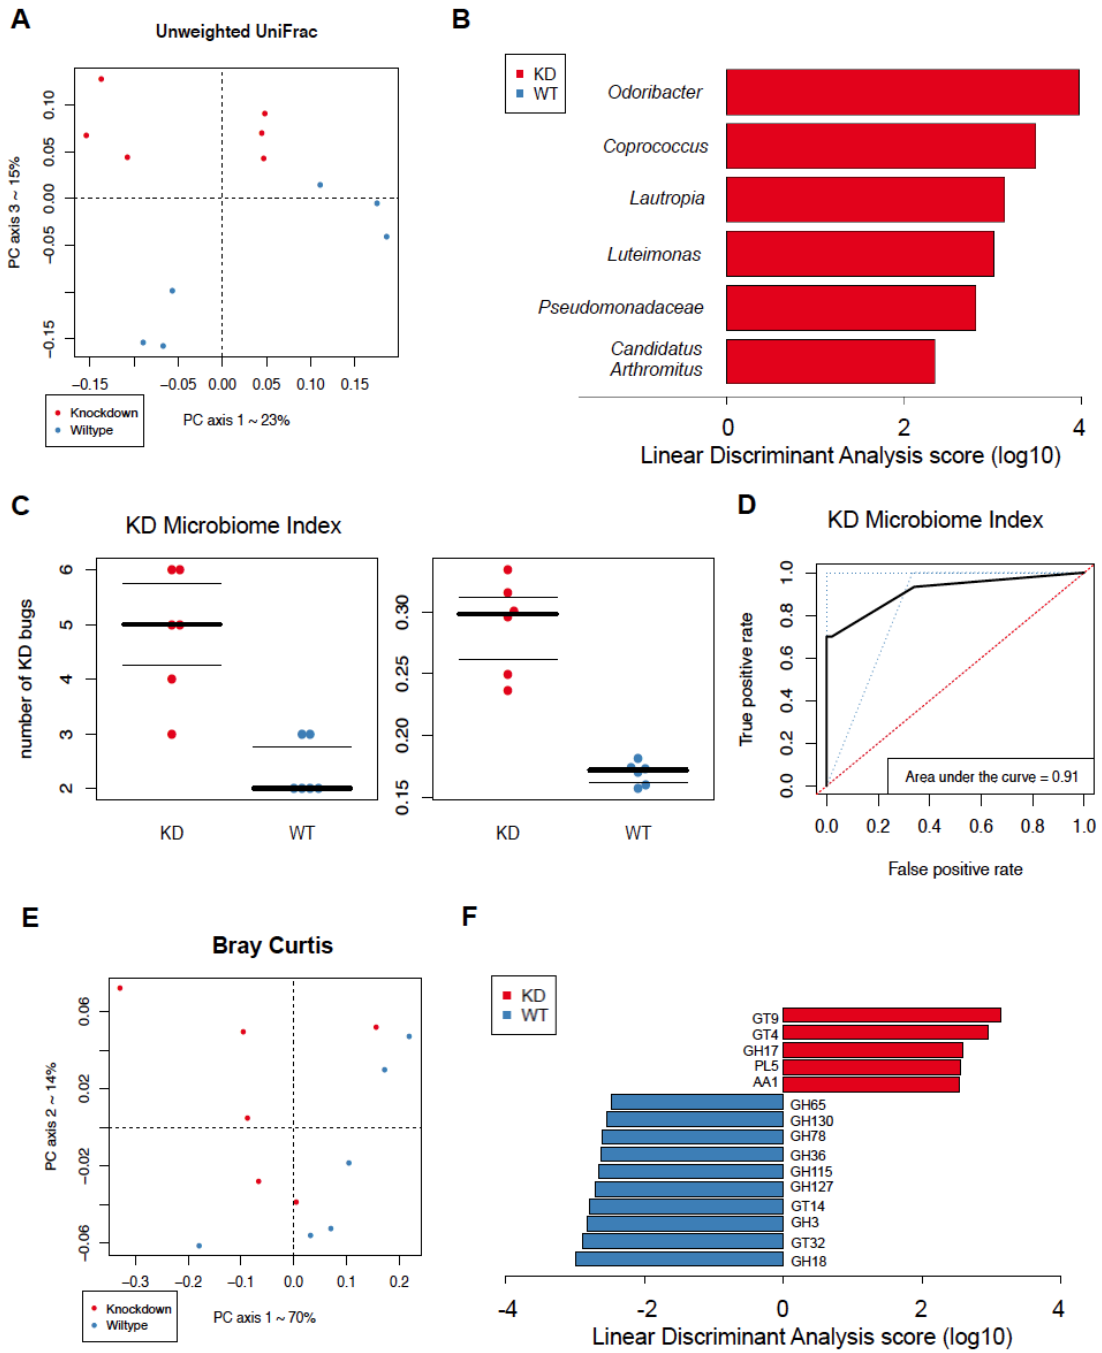 A
Unweighted UniFrac
PC axis 3 ~ 15%
0.10
0.05
0.00
−0.05
−0.15
−0.15
−0.05
0.00
0.05
0.10
0.15
PC axis 1 ~ 23%
Knockdown
Wiltype
B
KD
WT
Odoribacter
Coprococcus
Lautropia
Luteimonas
Pseudomonadaceae
Candidatus
Arthromitus
0
2
4
Linear Discriminant Analysis score (log10)
C
KD Microbiome Index
number of KD bugs
6
5
4
3
2
KD
WT
0.30
0.25
0.20
0.15
KD
WT
D
KD Microbiome Index
True positive rate
1.0
0.8
0.6
0.4
0.2
0.0
Area under the curve = 0.91
0.0
0.2
0.4
0.6
0.8
1.0
False positive rate
E
Bray Curtis
PC axis 2 ~ 14%
0.06
0.02
−0.02
−0.06
−0.3
−0.2
−0.1
0.0
0.1
0.2
PC axis 1 ~ 70%
Knockdown
Wiltype
F
KD
WT
GT9
GT4
GH17
PL5
AA1
GH65
GH130
GH78
GH36
GH115
GH127
GT14
GH3
GT32
GH18
-4
-2
0
2
4
Linear Discriminant Analysis score (log10)